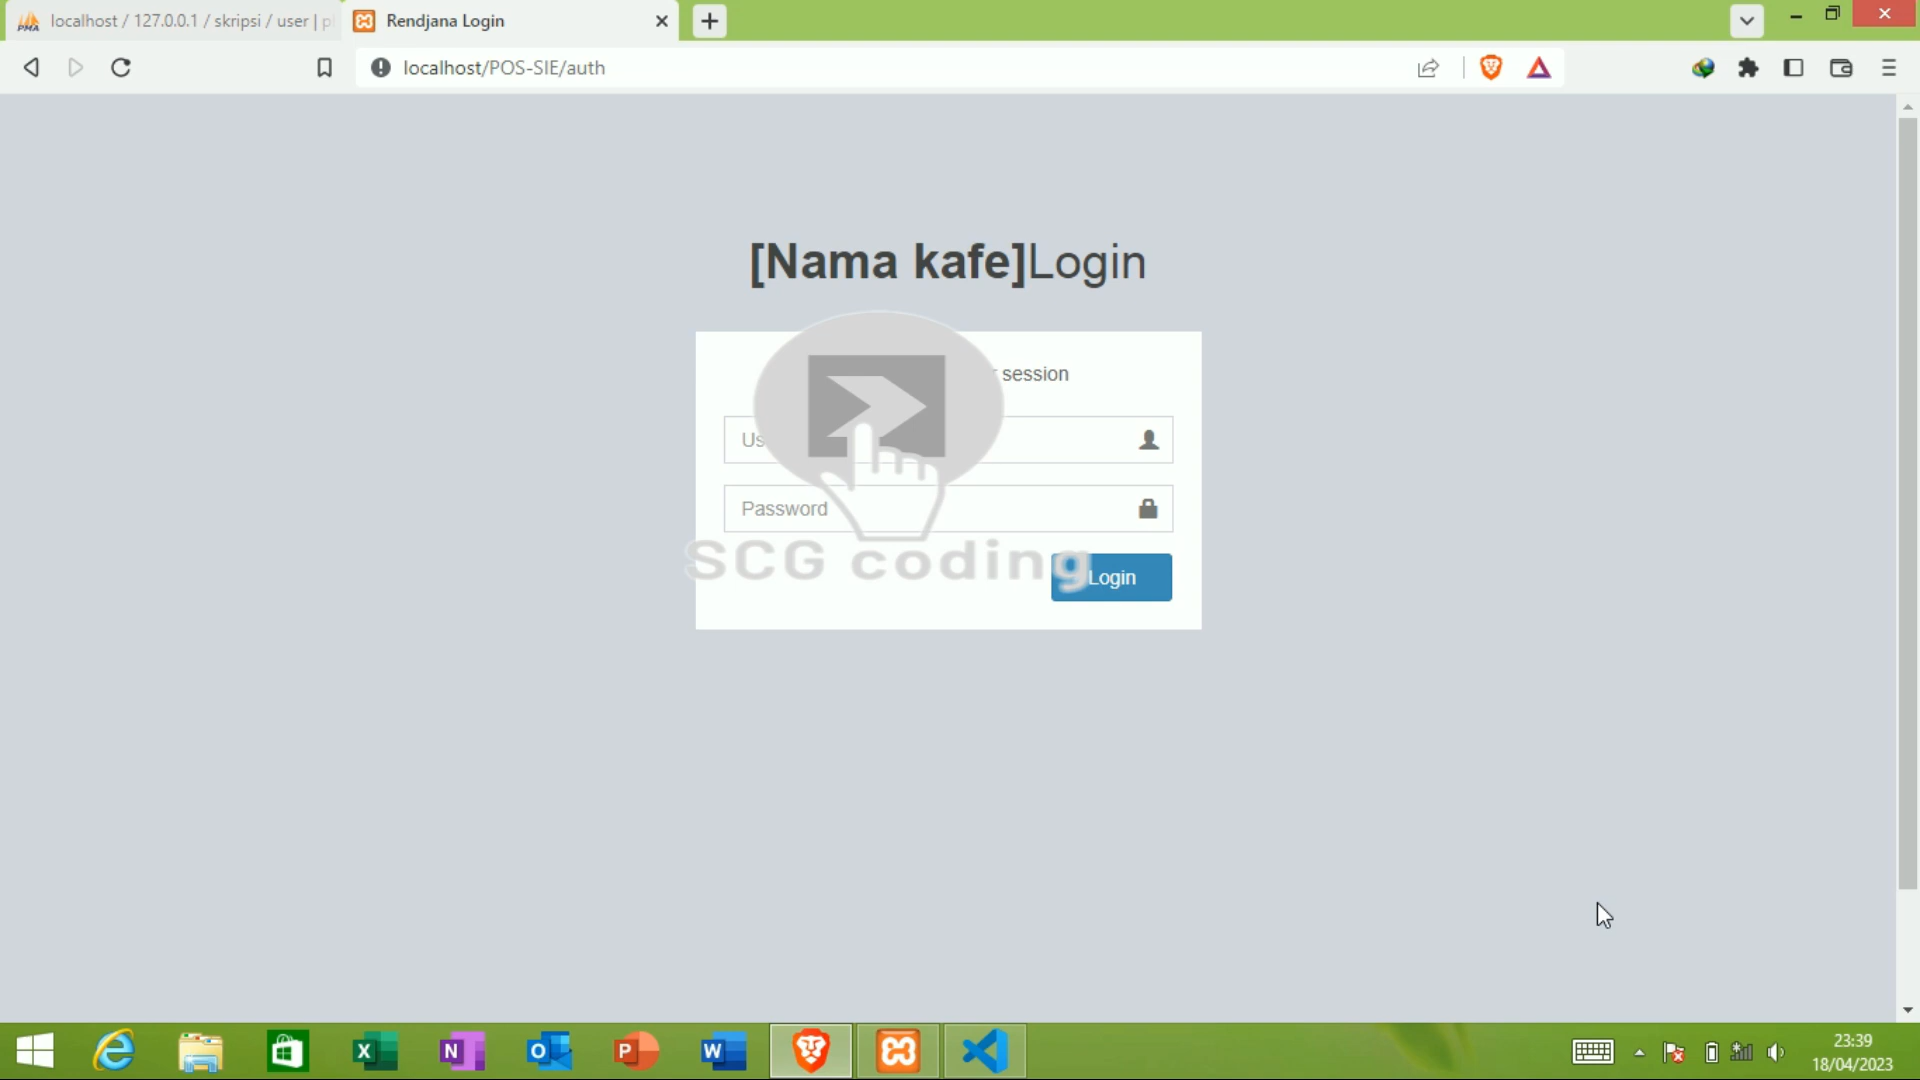 localhost / 127.0.0.1 / skripsi / user |
Rendjana Login
localhost/POS-SIE/auth
[Nama kafe]Login
session
Password
SCG coding
Login
23:39
18/04/2023